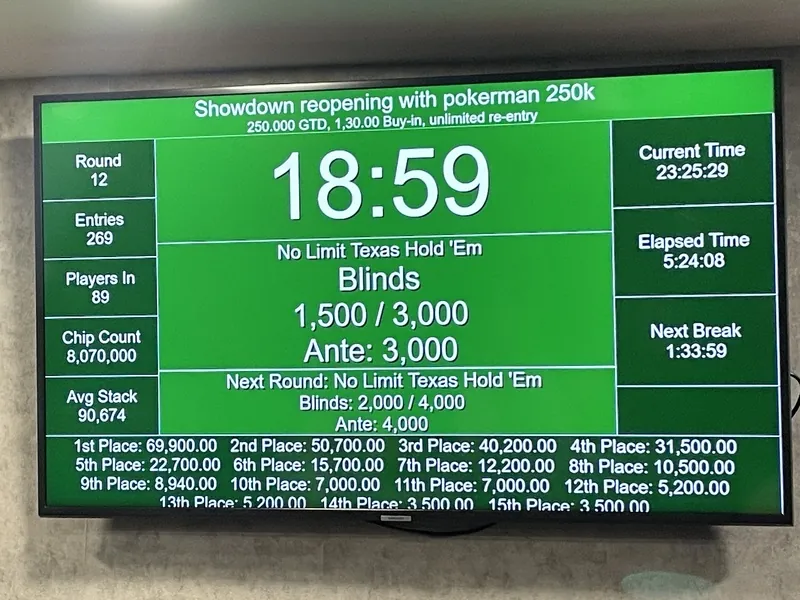 Showdown reopening with pokerman 250k
250.000 GTD, 1,30.00 Buy-in, unlimited re-entry
Round
12
Entries
269
Players In
89
Chip Count
8,070,000
Avg Stack
90,674
18:59
No Limit Texas Hold 'Em
Blinds
1,500 / 3,000
Ante: 3,000
Next Round: No Limit Texas Hold 'Em
Blinds: 2,000 / 4,000
Ante: 4,000
Current Time
23:25:29
Elapsed Time
5:24:08
Next Break
1:33:59
1st Place: 69,900.00 2nd Place: 50,700.00 3rd Place: 40,200.00 4th Place: 31,500.00
5th Place: 22,700.00 6th Place: 15,700.00 7th Place: 12,200.00 8th Place: 10,500.00
9th Place: 8,940.00 10th Place: 7,000.00 11th Place: 7,000.00 12th Place: 5,200.00
13th Place: 5,200.00 14th Place: 3,500.00 15th Place: 3,500.00